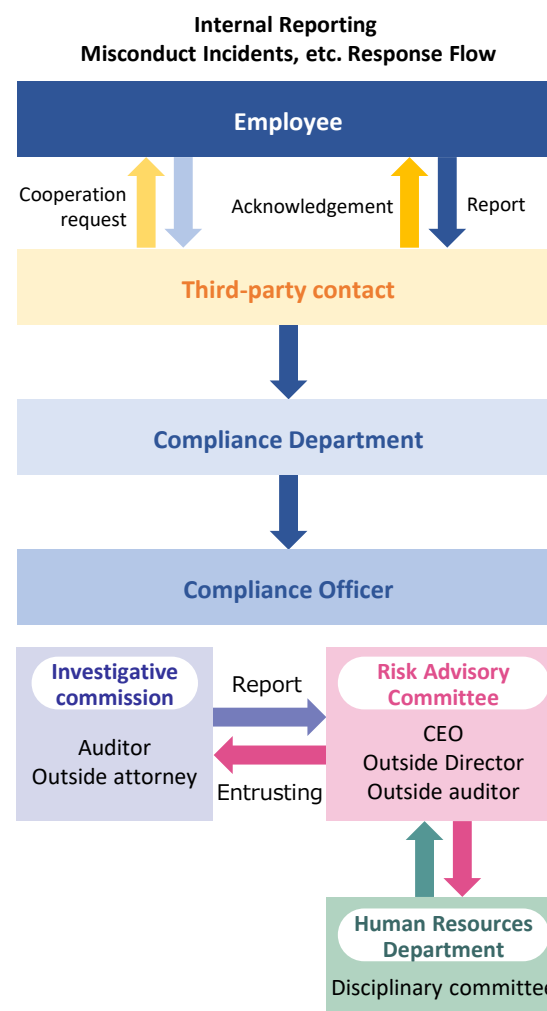 Internal Reporting
Misconduct Incidents, etc. Response Flow
Employee
Cooperation
request
Acknowledgement
Report
Third-party contact
Compliance Department
Compliance Officer
Investigative
commission
Auditor
Outside attorney
Report
Entrusting
Risk Advisory
Committee
CEO
Outside Director
Outside auditor
Human Resources
Department
Disciplinary committee